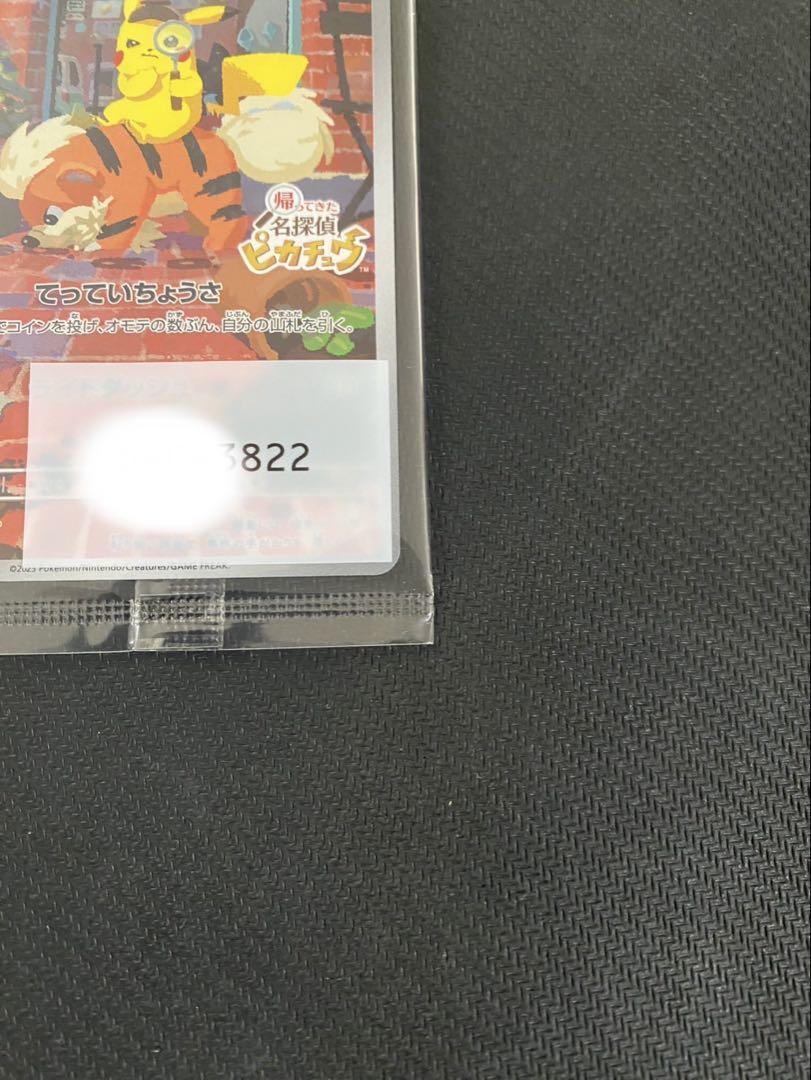 帰ってきた
名探偵
ピカチュウ
TM
てっていちょうさ
でコインを投げ、オモテの数ぶん、自分の山札を引く。
3822
©2023 Pokémon/Nintendo/Creatures/GAME FREAK.